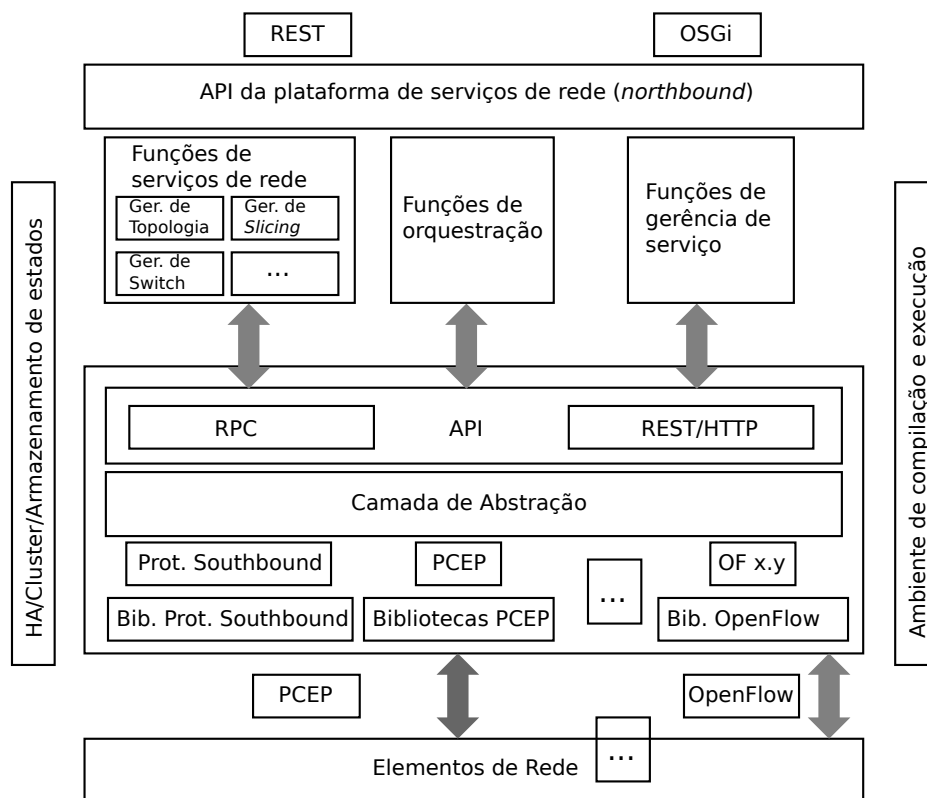 REST
OSGi
API da plataforma de serviços de rede (northbound)
Funções de
serviços de rede
Ger. de
Topologia
Ger. de
Slicing
Ger. de
Switch
...
Funções de
orquestração
Funções de
gerência de
serviço
HA/Cluster/Armazenamento de estados
Ambiente de compilação e execução
RPC
API
REST/HTTP
Camada de Abstração
Prot. Southbound
PCEP
...
OF x.y
Bib. Prot. Southbound
Bibliotecas PCEP
Bib. OpenFlow
PCEP
OpenFlow
...
Elementos de Rede